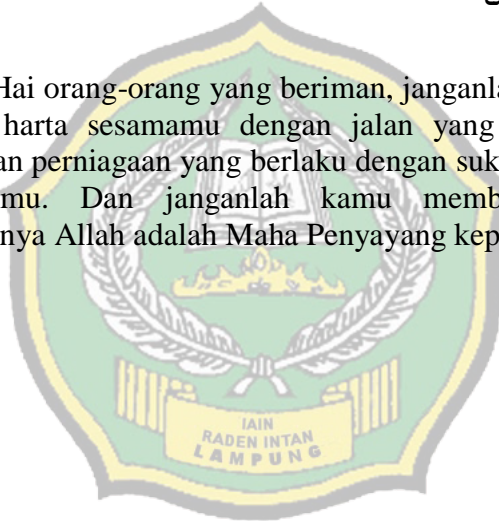 Hai orang-orang yang beriman, janganla
harta sesamamu dengan jalan yang
an perniagaan yang berlaku dengan suk
mu. Dan janganlah kamu memb
nya Allah adalah Maha Penyayang kep
IAIN
RADEN INTAN
LAMPUNG